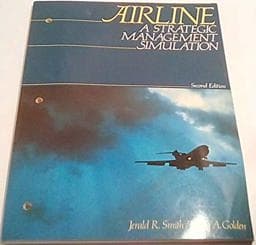 AIRLINE
A STRATEGIC
MANAGEMENT
SIMULATION
Second Edition
Jerald R. Smith A. Golden